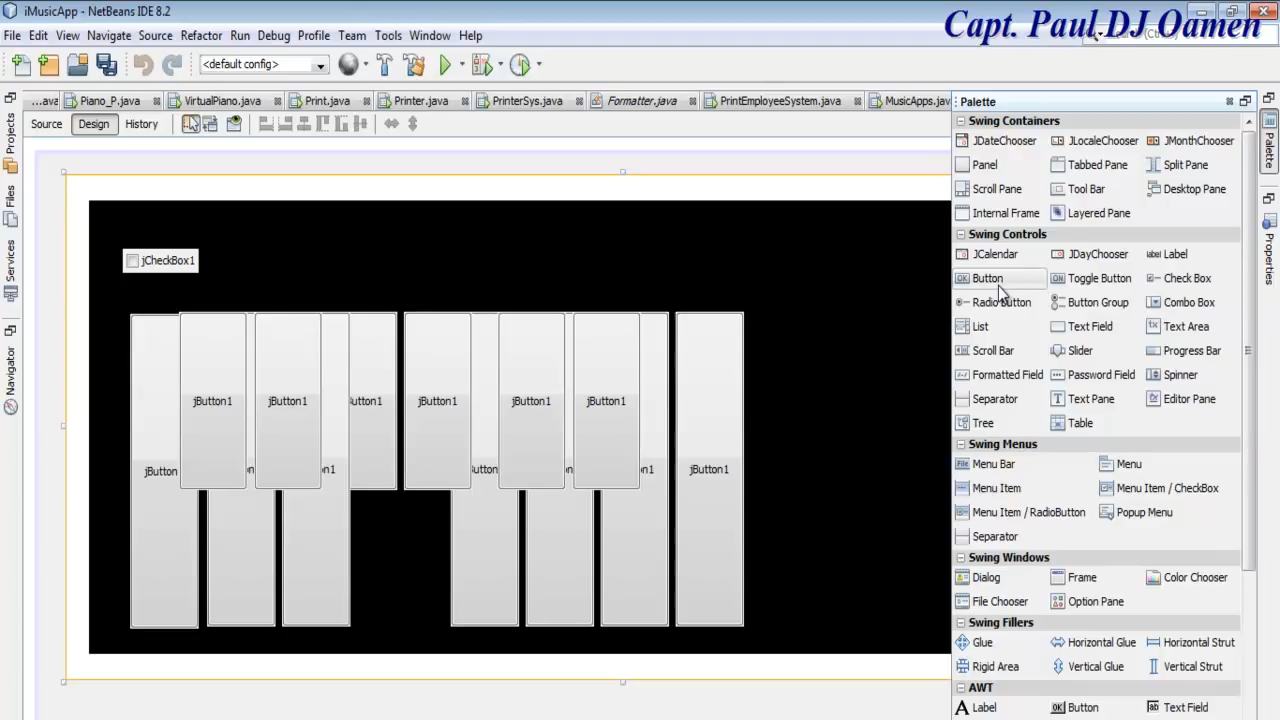 iMusicApp - NetBeans IDE 8.2
Capt. Paul DJ Oamen
File Edit View Navigate Source Refactor Run Debug Profile Team Tools Window Help
<default config>
...ava Piano_P.java VirtualPiano.java Print.java Printer.java PrinterSys.java Formatter.java PrintEmployeeSystem.java MusicApps.java
Source Design History
Projects
Files
Services
Navigator
jCheckBox1
jButton1 jButton1 jButton1 jButton1 jButton1
jButton1
jButton1
Palette
Swing Containers
JDateChooser JLocaleChooser JMonthChooser
Panel Tabbed Pane Split Pane
Scroll Pane Tool Bar Desktop Pane
Internal Frame Layered Pane
Swing Controls
JCalendar JDayChooser Label
Button Toggle Button Check Box
Radio Button Button Group Combo Box
List Text Field Text Area
Scroll Bar Slider Progress Bar
Formatted Field Password Field Spinner
Separator Text Pane Editor Pane
Tree Table
Swing Menus
Menu Bar Menu
Menu Item Menu Item / CheckBox
Menu Item / RadioButton Popup Menu
Separator
Swing Windows
Dialog Frame Color Chooser
File Chooser Option Pane
Swing Fillers
Glue Horizontal Glue Horizontal Strut
Rigid Area Vertical Glue Vertical Strut
AWT
Label Button Text Field
Palette
Properties